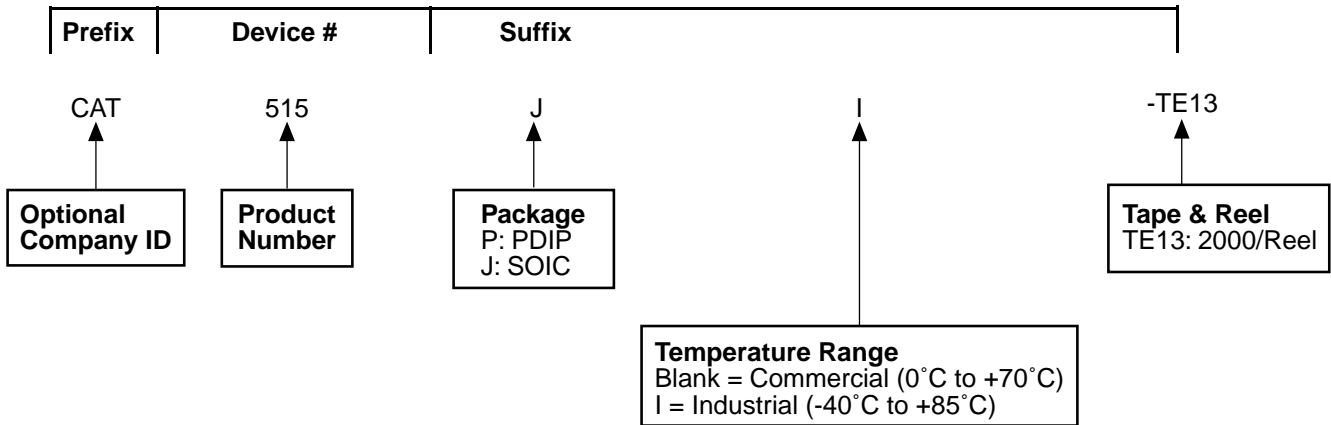 Prefix Device # Suffix
CAT 515 J I -TE13
Optional
Company ID
Product
Number
Package
P: PDIP
J: SOIC
Tape & Reel
TE13: 2000/Reel
Temperature Range
Blank = Commercial (0˚C to +70˚C)
I = Industrial (-40˚C to +85˚C)